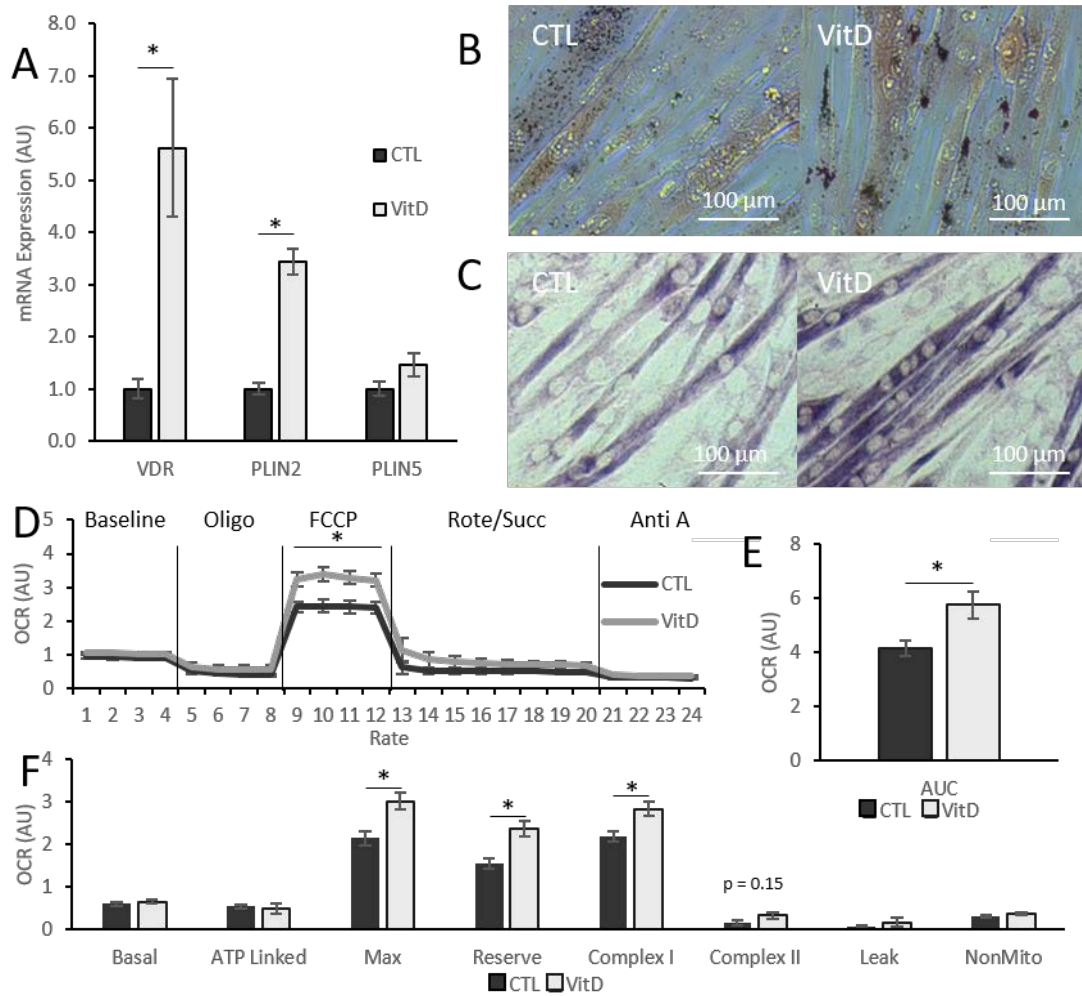 A
mRNA Expression (AU)
8.0
7.0
6.0
5.0
4.0
3.0
2.0
1.0
0.0
*
*
CTL
VitD
VDR PLIN2 PLIN5
B
CTL
100 µm
VitD
100 µm
C
CTL
100 µm
VitD
100 µm
D
OCR (AU)
5
4
3
2
1
0
Baseline Oligo FCCP Rote/Succ Anti A
*
CTL
VitD
1 2 3 4 5 6 7 8 9 10 11 12 13 14 15 16 17 18 19 20 21 22 23 24
Rate
E
OCR (AU)
8
6
4
2
0
*
AUC
CTL VitD
F
OCR (AU)
4
3
2
1
0
* * *
p = 0.15
Basal ATP Linked Max Reserve Complex I Complex II Leak NonMito
CTL VitD